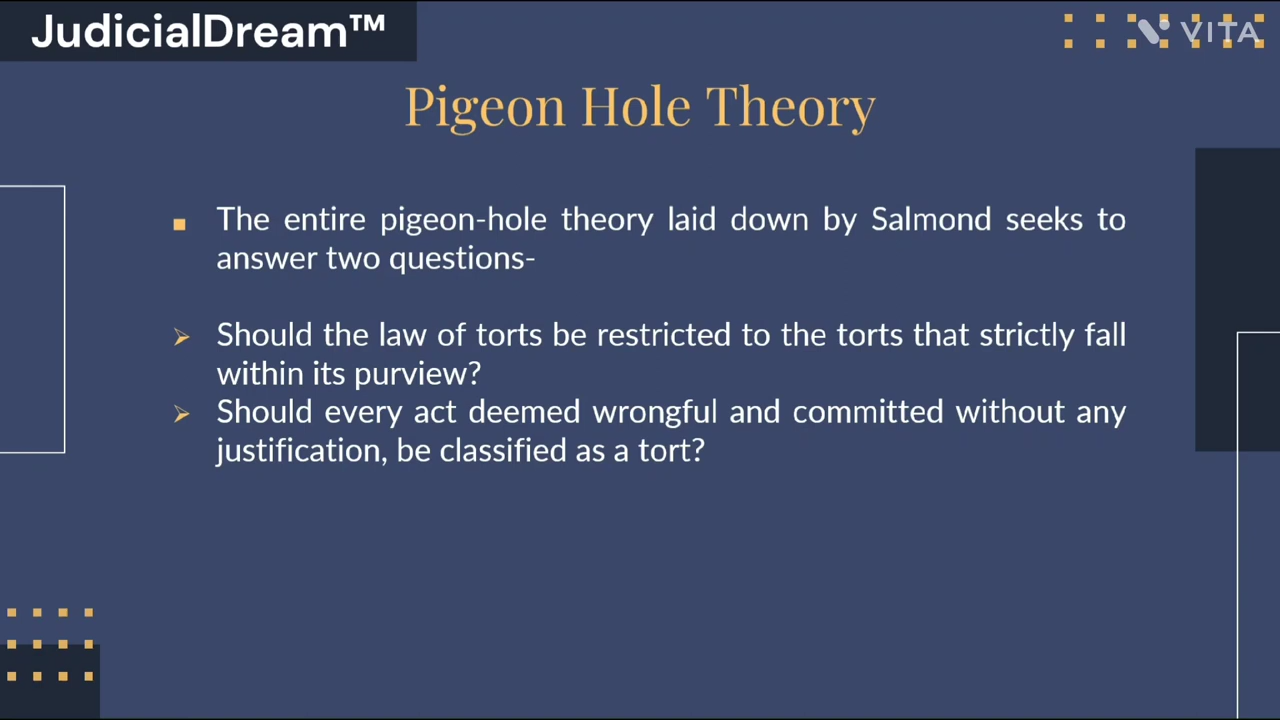 JudicialDream™
VITA
Pigeon Hole Theory
The entire pigeon-hole theory laid down by Salmond seeks to
answer two questions-
Should the law of torts be restricted to the torts that strictly fall
within its purview?
Should every act deemed wrongful and committed without any
justification, be classified as a tort?